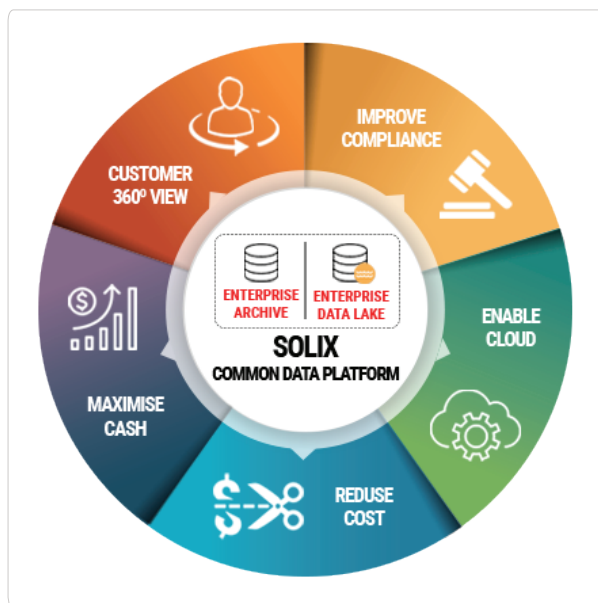 CUSTOMER
360º VIEW
IMPROVE
COMPLIANCE
ENTERPRISE
ARCHIVE
ENTERPRISE
DATA LAKE
SOLIX
COMMON DATA PLATFORM
ENABLE
CLOUD
MAXIMISE
CASH
REDUSE
COST